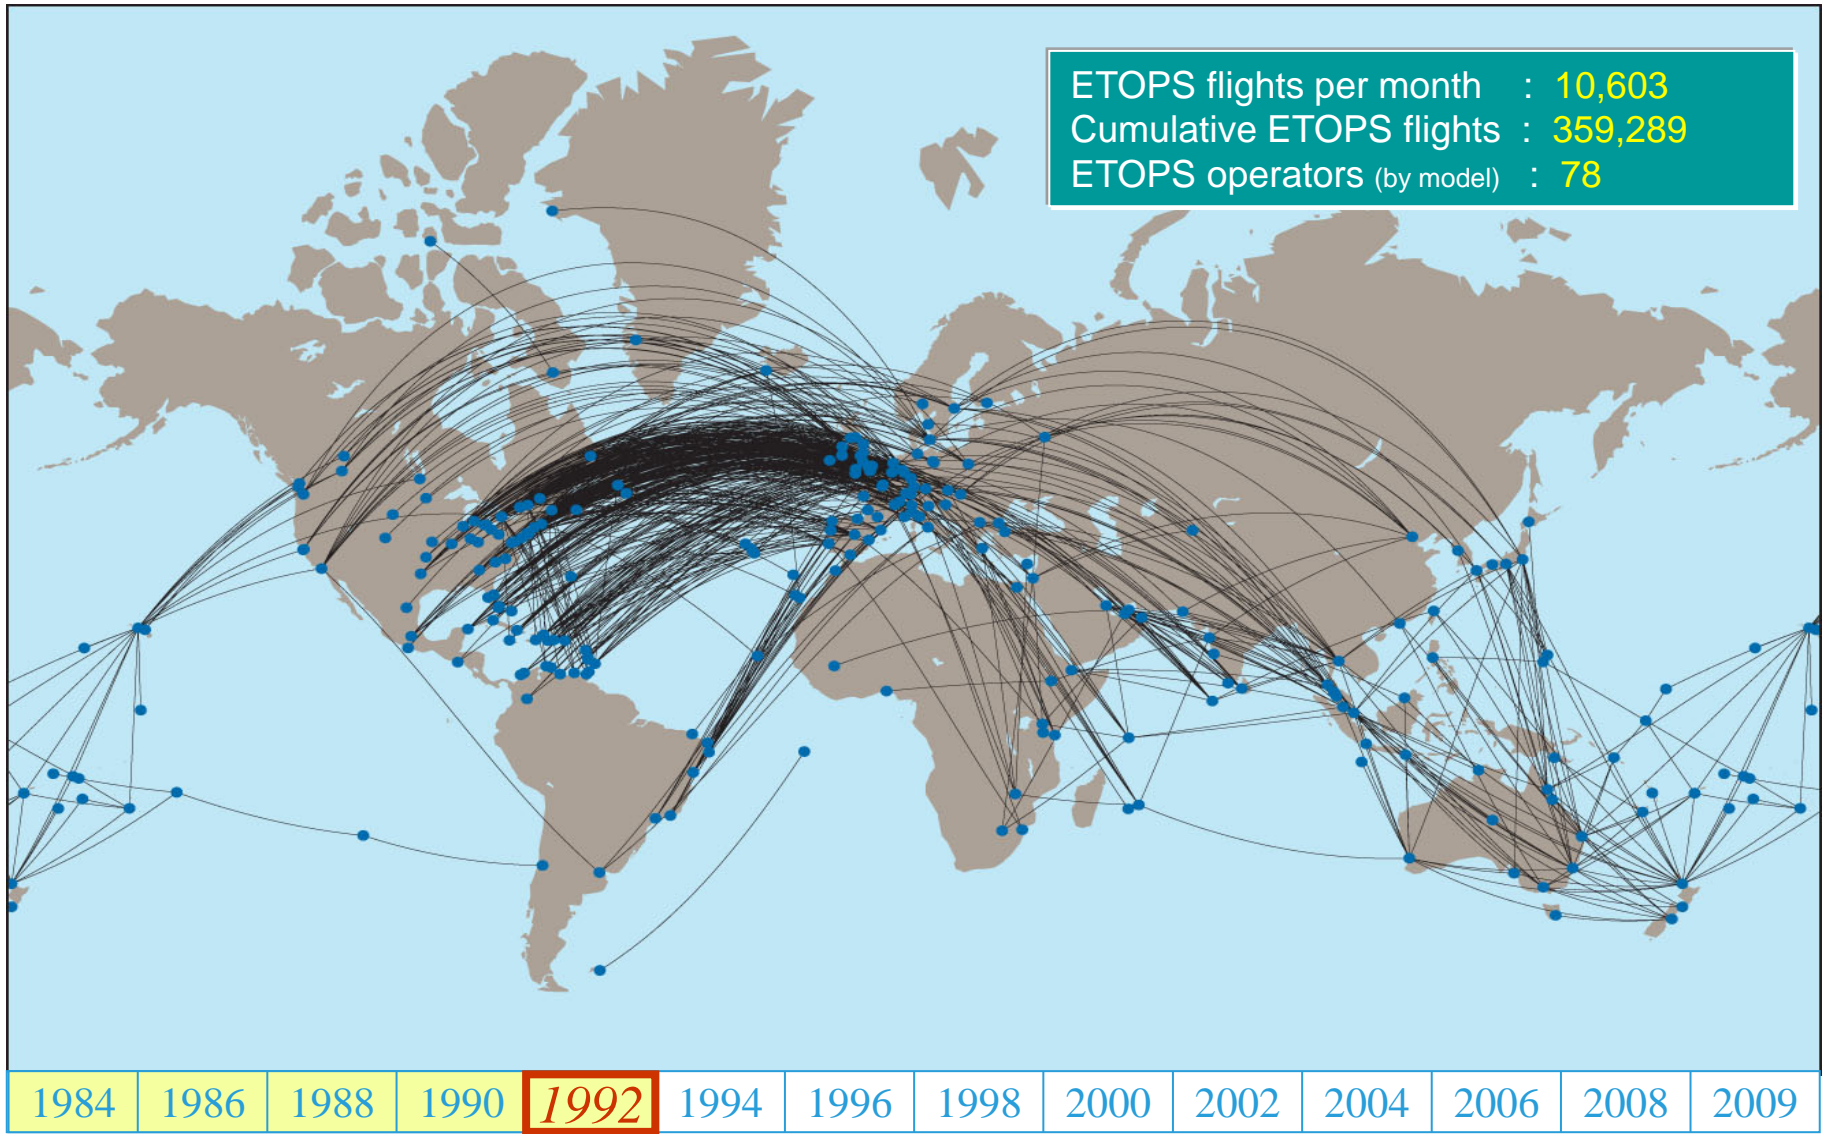 ETOPS flights per month : 10,603
Cumulative ETOPS flights : 359,289
ETOPS operators (by model) : 78
1984 1986 1988 1990 1992 1994 1996 1998 2000 2002 2004 2006 2008 2009